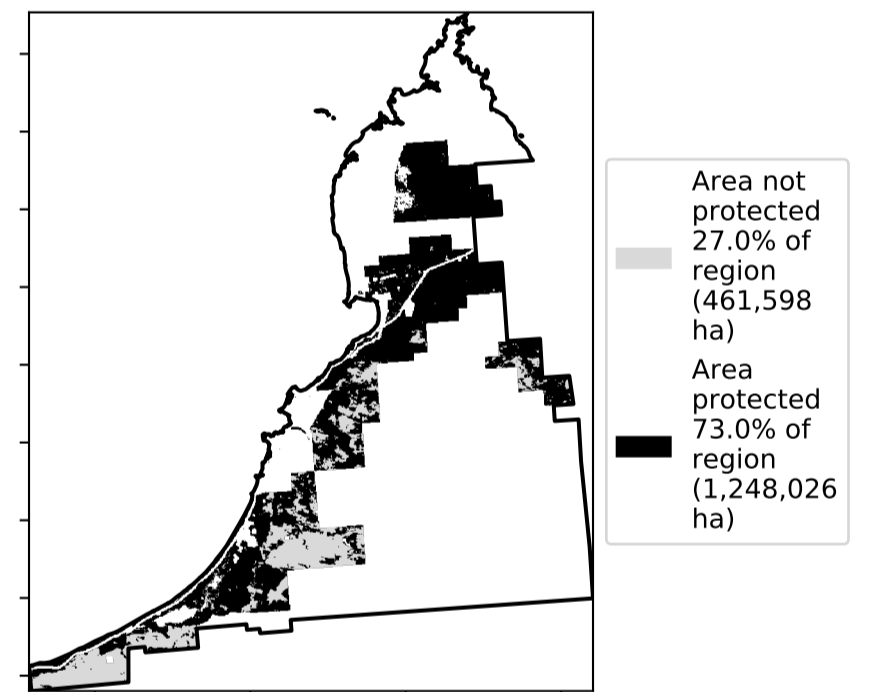 Area not
protected
27.0% of
region
(461,598
ha)
Area
protected
73.0% of
region
(1,248,026
ha)